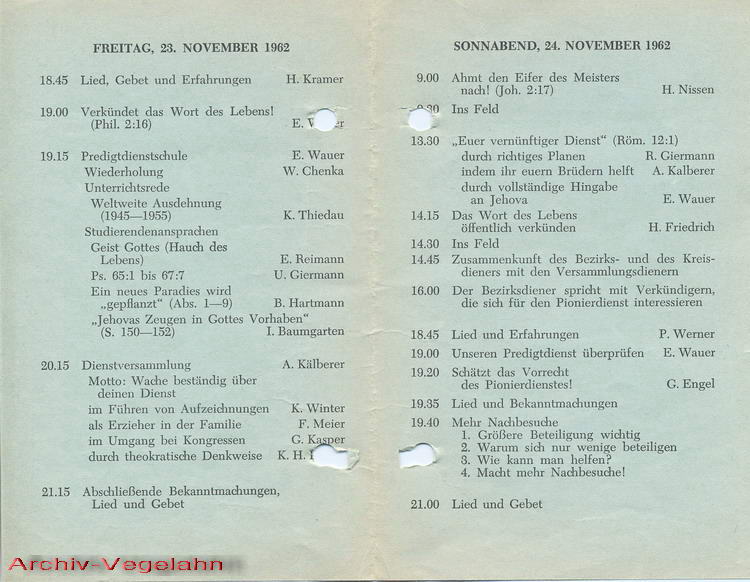 FREITAG, 23. NOVEMBER 1962
18.45 Lied, Gebet und Erfahrungen H. Kramer
19.00 Verkündet das Wort des Lebens!
(Phil. 2:16) E.
19.15 Predigtdienstschule E. Wauer
Wiederholung W. Chenka
Unterrichtsrede
Weltweite Ausdehnung
(1945—1955) K. Thiedau
Studierendenansprachen
Geist Gottes (Hauch des
Lebens) E. Reimann
Ps. 65:1 bis 67:7 U. Giermann
Ein neues Paradies wird
„gepflanzt“ (Abs. 1—9) B. Hartmann
„Jehovas Zeugen in Gottes Vorhaben“
(S. 150—152) I. Baumgarten
20.15 Dienstversammlung A. Kälberer
Motto: Wache beständig über
deinen Dienst
im Führen von Aufzeichnungen K. Winter
als Erzieher in der Familie F. Meier
im Umgang bei Kongressen G. Kasper
durch theokratische Denkweise K. H.
21.15 Abschließende Bekanntmachungen,
Lied und Gebet
SONNABEND, 24. NOVEMBER 1962
9.00 Ahmt den Eifer des Meisters
nach! (Joh. 2:17) H. Nissen
Ins Feld
13.30 „Euer vernünftiger Dienst“ (Röm. 12:1)
durch richtiges Planen R. Giermann
indem ihr euern Brüdern helft A. Kalberer
durch vollständige Hingabe
an Jehova E. Wauer
14.15 Das Wort des Lebens
öffentlich verkünden H. Friedrich
14.30 Ins Feld
14.45 Zusammenkunft des Bezirks- und des Kreis-
dieners mit den Versammlungsdienern
16.00 Der Bezirksdiener spricht mit Verkündigern,
die sich für den Pionierdienst interessieren
18.45 Lied und Erfahrungen P. Werner
19.00 Unseren Predigtdienst überprüfen E. Wauer
19.20 Schätzt das Vorrecht
des Pionierdienstes! G. Engel
19.35 Lied und Bekanntmachungen
19.40 Mehr Nachbesuche
1. Größere Beteiligung wichtig
2. Warum sich nur wenige beteiligen
3. Wie kann man helfen?
4. Macht mehr Nachbesuche!
21.00 Lied und Gebet
Archiv-Vegelahn